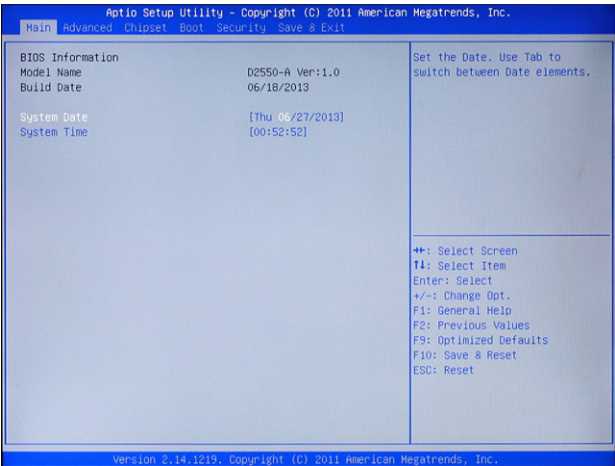 Aptio Setup Utility - Copyright (C) 2011 American Megatrends, Inc.
Main Advanced Chipset Boot Security Save & Exit
BIOS Information
Model Name D2550-A Ver:1.0
Build Date 06/18/2013
System Date [Thu 06/27/2013]
System Time [00:52:52]
Set the Date. Use Tab to
switch between Date elements.
→←: Select Screen
↑↓: Select Item
Enter: Select
+/-: Change Opt.
F1: General Help
F2: Previous Values
F9: Optimized Defaults
F10: Save & Reset
ESC: Reset
Version 2.14.1219. Copyright (C) 2011 American Megatrends, Inc.